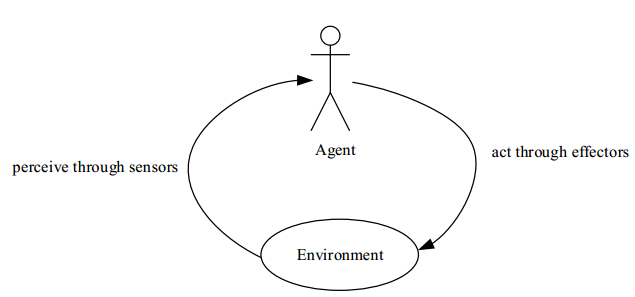 Agent
perceive through sensors
act through effectors
Environment